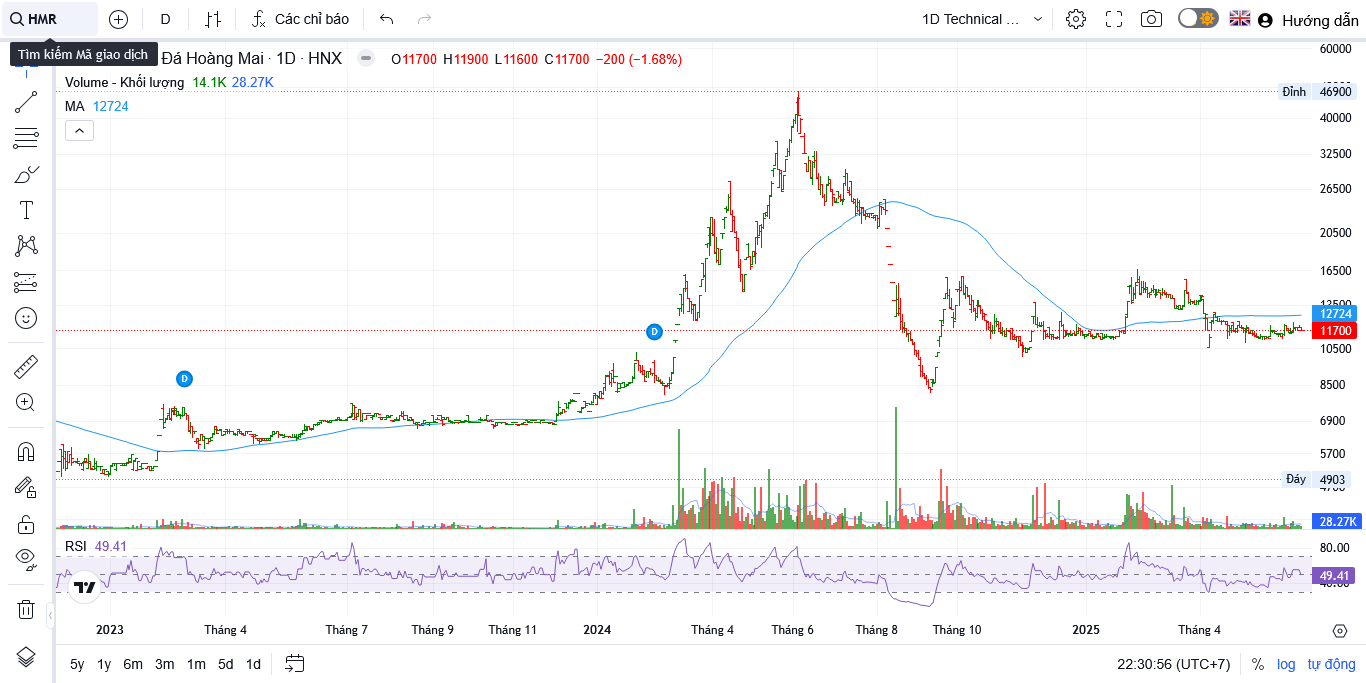 HMR
D
Các chỉ báo
1D Technical ...
Hướng dẫn
Tìm kiếm Mã giao dịch
Đá Hoàng Mai · 1D · HNX
O11700 H11900 L11600 C11700 −200 (−1.68%)
Volume - Khối lượng 14.1K 28.27K
MA 12724
60000
Đỉnh 46900
40000
32500
26500
20500
16500
12500
12724
11700
10500
8500
6900
5700
Đáy 4903
4700
28.27K
D
D
RSI 49.41
80.00
49.41
40.00
2023 Tháng 4 Tháng 7 Tháng 9 Tháng 11 2024 Tháng 4 Tháng 6 Tháng 8 Tháng 10 2025 Tháng 4
5y 1y 6m 3m 1m 5d 1d
22:30:56 (UTC+7) % log tự động